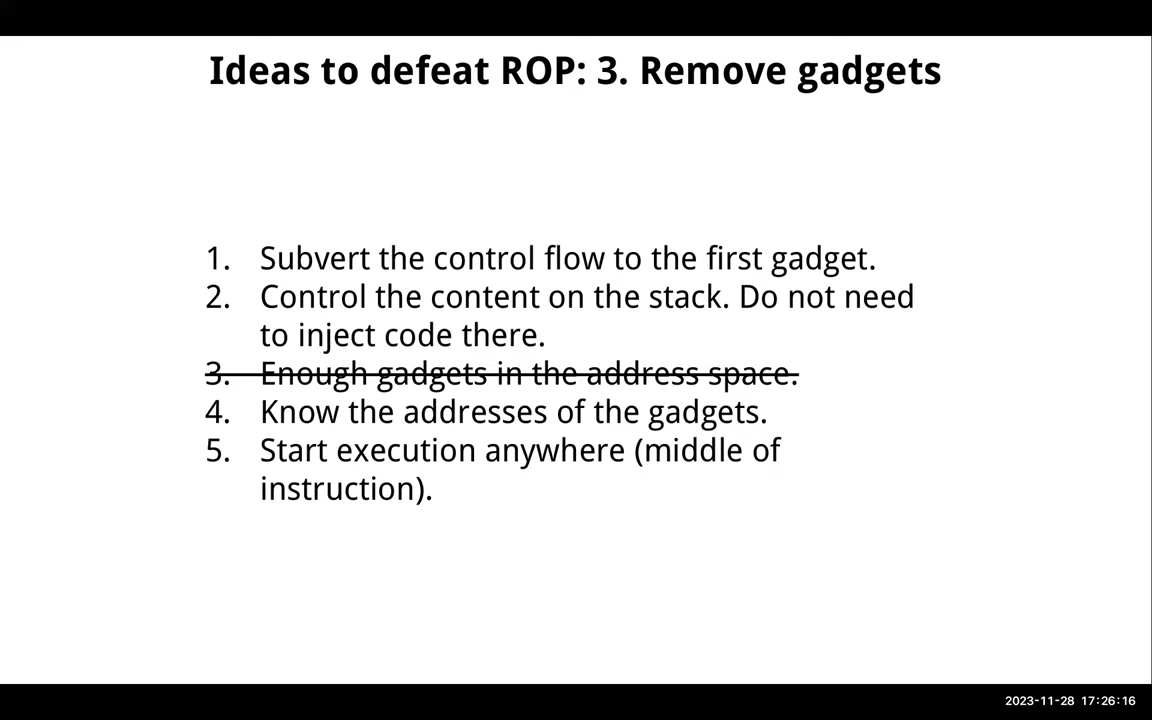 Ideas to defeat ROP: 3. Remove gadgets
1. Subvert the control flow to the first gadget.
2. Control the content on the stack. Do not need
to inject code there.
3. Enough gadgets in the address space.
4. Know the addresses of the gadgets.
5. Start execution anywhere (middle of
instruction).
2023-11-28 17:26:16